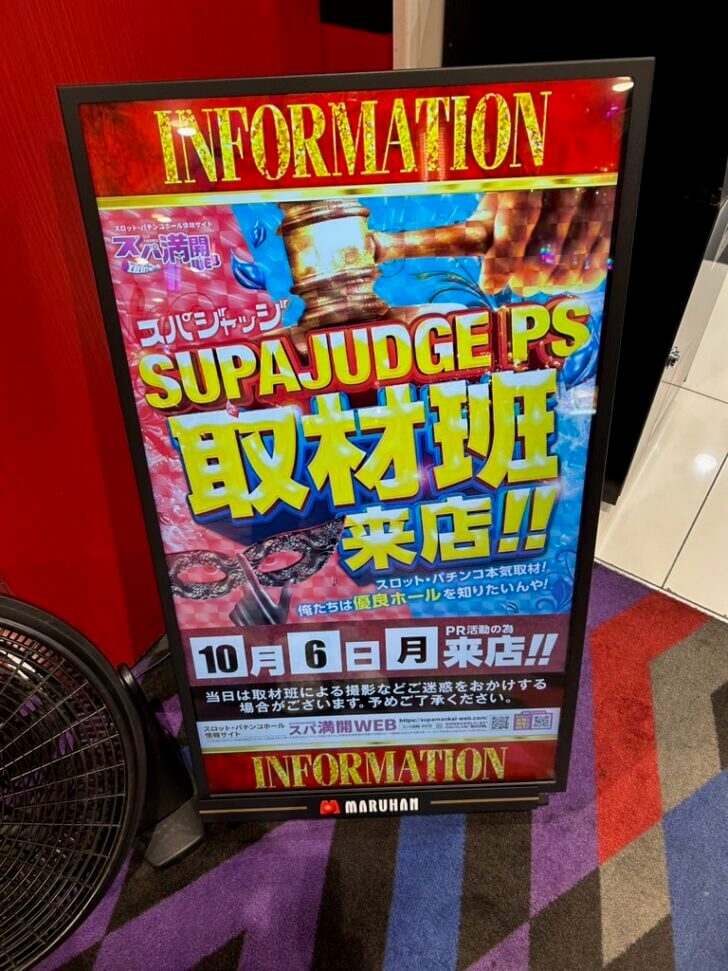 INFORMATION
スロット・パチンコホール情報サイト
スパ満開
WEB
スパジャッジ
SUPAJUDGE PS
取材班
来店!!
スロット・パチンコ本気取材!
俺たちは優良ホールを知りたいんや!
10月6日月 PR活動の為 来店!!
当日は取材班による撮影などご迷惑をおかけする
場合がございます。予めご了承ください。
スロット・パチンコホール
情報サイト
スパ満開WEB
https://supamankai-web.com/
INFORMATION
MARUHAN